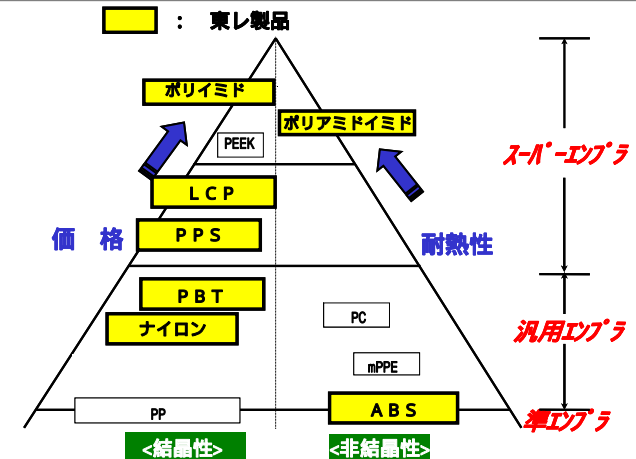 ： 東レ製品
ポリイミド
ポリアミドイミド
PEEK
スーパーエンプラ
ＬＣＰ
ＰＰＳ
価　格
耐熱性
ＰＢＴ
PC
ナイロン
汎用エンプラ
mPPE
PP
ＡＢＳ
準エンプラ
<結晶性>
<非結晶性>